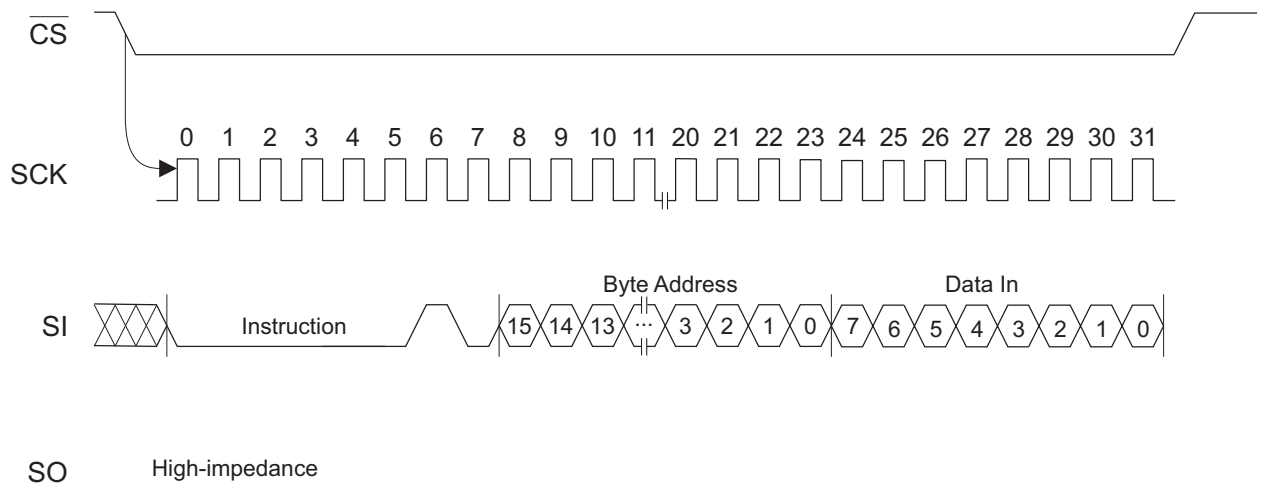 CS
0 1 2 3 4 5 6 7 8 9 10 11 20 21 22 23 24 25 26 27 28 29 30 31
SCK
Byte Address Data In
SI Instruction 15 14 13 ... 3 2 1 0 7 6 5 4 3 2 1 0
SO High-impedance